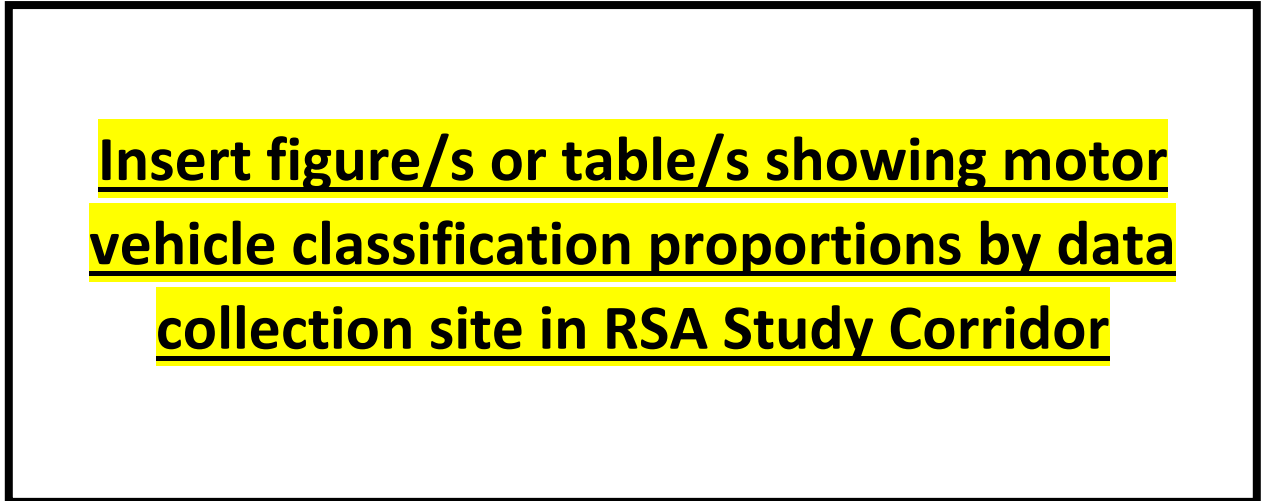 Insert figure/s or table/s showing motor
vehicle classification proportions by data
collection site in RSA Study Corridor